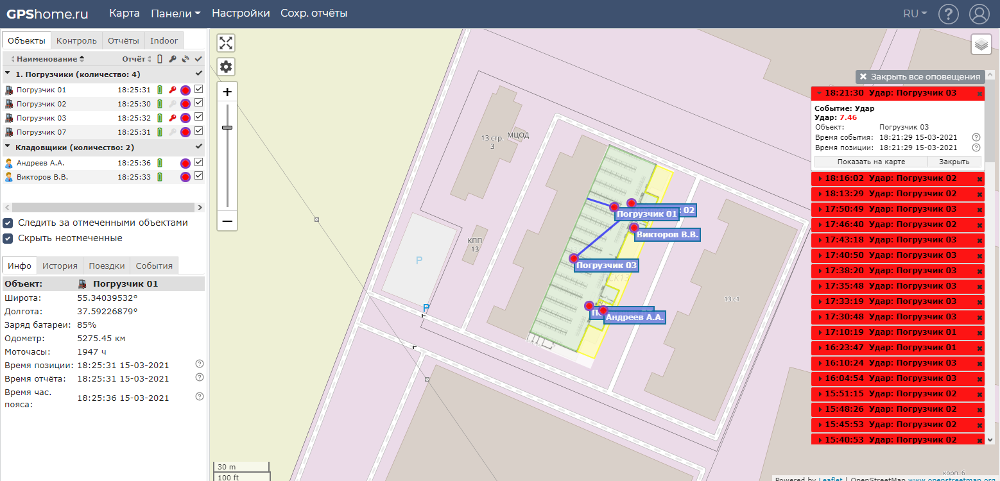 GPShome.ru Карта Панели Настройки Сохр. отчёты RU ?
Объекты Контроль Отчёты Indoor
Наименование Отчёт
1. Погрузчики (количество: 4)
Погрузчик 01 18:25:31
Погрузчик 02 18:25:30
Погрузчик 03 18:25:32
Погрузчик 07 18:25:31
Кладовщики (количество: 2)
Андреев А.А. 18:25:36
Викторов В.В. 18:25:33
Следить за отмеченными объектами
Скрыть неотмеченные
Инфо История Поездки События
Объект: Погрузчик 01
Широта: 55.34039532°
Долгота: 37.59226879°
Заряд батареи: 85%
Одометр: 5275.45 км
Моточасы: 1947 ч
Время позиции: 18:25:31 15-03-2021 ?
Время отчёта: 18:25:31 15-03-2021 ?
Время час. пояса: 18:25:36 15-03-2021 ?
+
−
13 стр. 3
МЦОД
КПП 13
P
P
Погрузчик 01
02
Викторов В.В.
Погрузчик 03
СК13
Андреев А.А.
13 с1
30 m
100 ft
Закрыть все оповещения
18:21:30 Удар: Погрузчик 03
Событие: Удар
Удар: 7.46
Объект: Погрузчик 03
Время события: 18:21:29 15-03-2021 ?
Время позиции: 18:21:29 15-03-2021 ?
Показать на карте Закрыть
18:16:02 Удар: Погрузчик 02
18:13:29 Удар: Погрузчик 02
17:50:49 Удар: Погрузчик 03
17:46:40 Удар: Погрузчик 02
17:43:18 Удар: Погрузчик 03
17:40:50 Удар: Погрузчик 03
17:38:20 Удар: Погрузчик 03
17:35:48 Удар: Погрузчик 03
17:33:19 Удар: Погрузчик 03
17:30:48 Удар: Погрузчик 03
17:10:19 Удар: Погрузчик 01
16:23:47 Удар: Погрузчик 01
16:10:24 Удар: Погрузчик 03
16:04:54 Удар: Погрузчик 03
15:51:15 Удар: Погрузчик 02
15:48:26 Удар: Погрузчик 02
15:45:53 Удар: Погрузчик 02
15:40:53 Удар: Погрузчик 02
корп. 6
Powered by Leaflet | OpenStreetMap www.openstreetmap.org